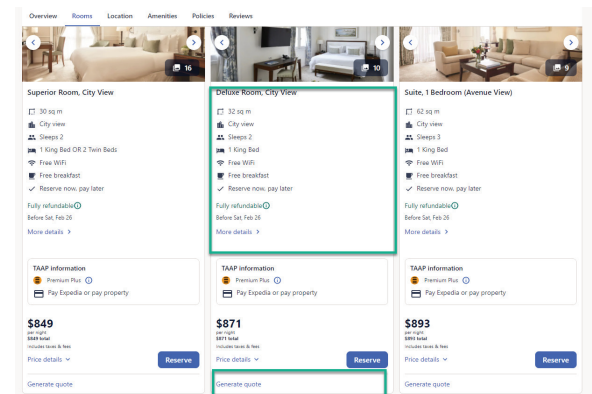 Overview Rooms Location Amenities Policies Reviews
16
10
9
Superior Room, City View
30 sq m
City view
Sleeps 2
1 King Bed OR 2 Twin Beds
Free WiFi
Free breakfast
Reserve now, pay later
Fully refundable
Before Sat, Feb 26
More details
TAAP Information
Premium Plus
Pay Expedia or pay property
$849
per night
$849 total
includes taxes & fees
Price details
Reserve
Generate quote
Deluxe Room, City View
32 sq m
City view
Sleeps 2
1 King Bed
Free WiFi
Free breakfast
Reserve now, pay later
Fully refundable
Before Sat, Feb 26
More details
TAAP Information
Premium Plus
Pay Expedia or pay property
$871
per night
$871 total
includes taxes & fees
Price details
Reserve
Generate quote
Suite, 1 Bedroom (Avenue View)
62 sq m
City view
Sleeps 3
1 King Bed
Free WiFi
Free breakfast
Reserve now, pay later
Fully refundable
Before Sat, Feb 26
More details
TAAP Information
Premium Plus
Pay Expedia or pay property
$893
per night
$893 total
includes taxes & fees
Price details
Reserve
Generate quote